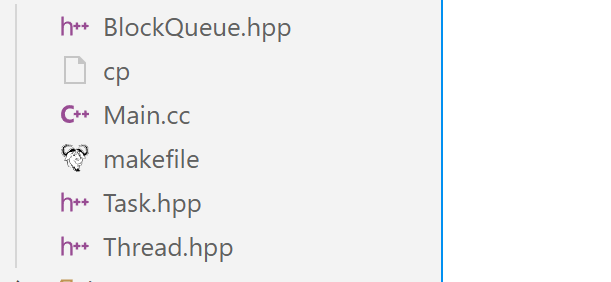 h++ BlockQueue.hpp
cp
C++ Main.cc
makefile
h++ Task.hpp
h++ Thread.hpp